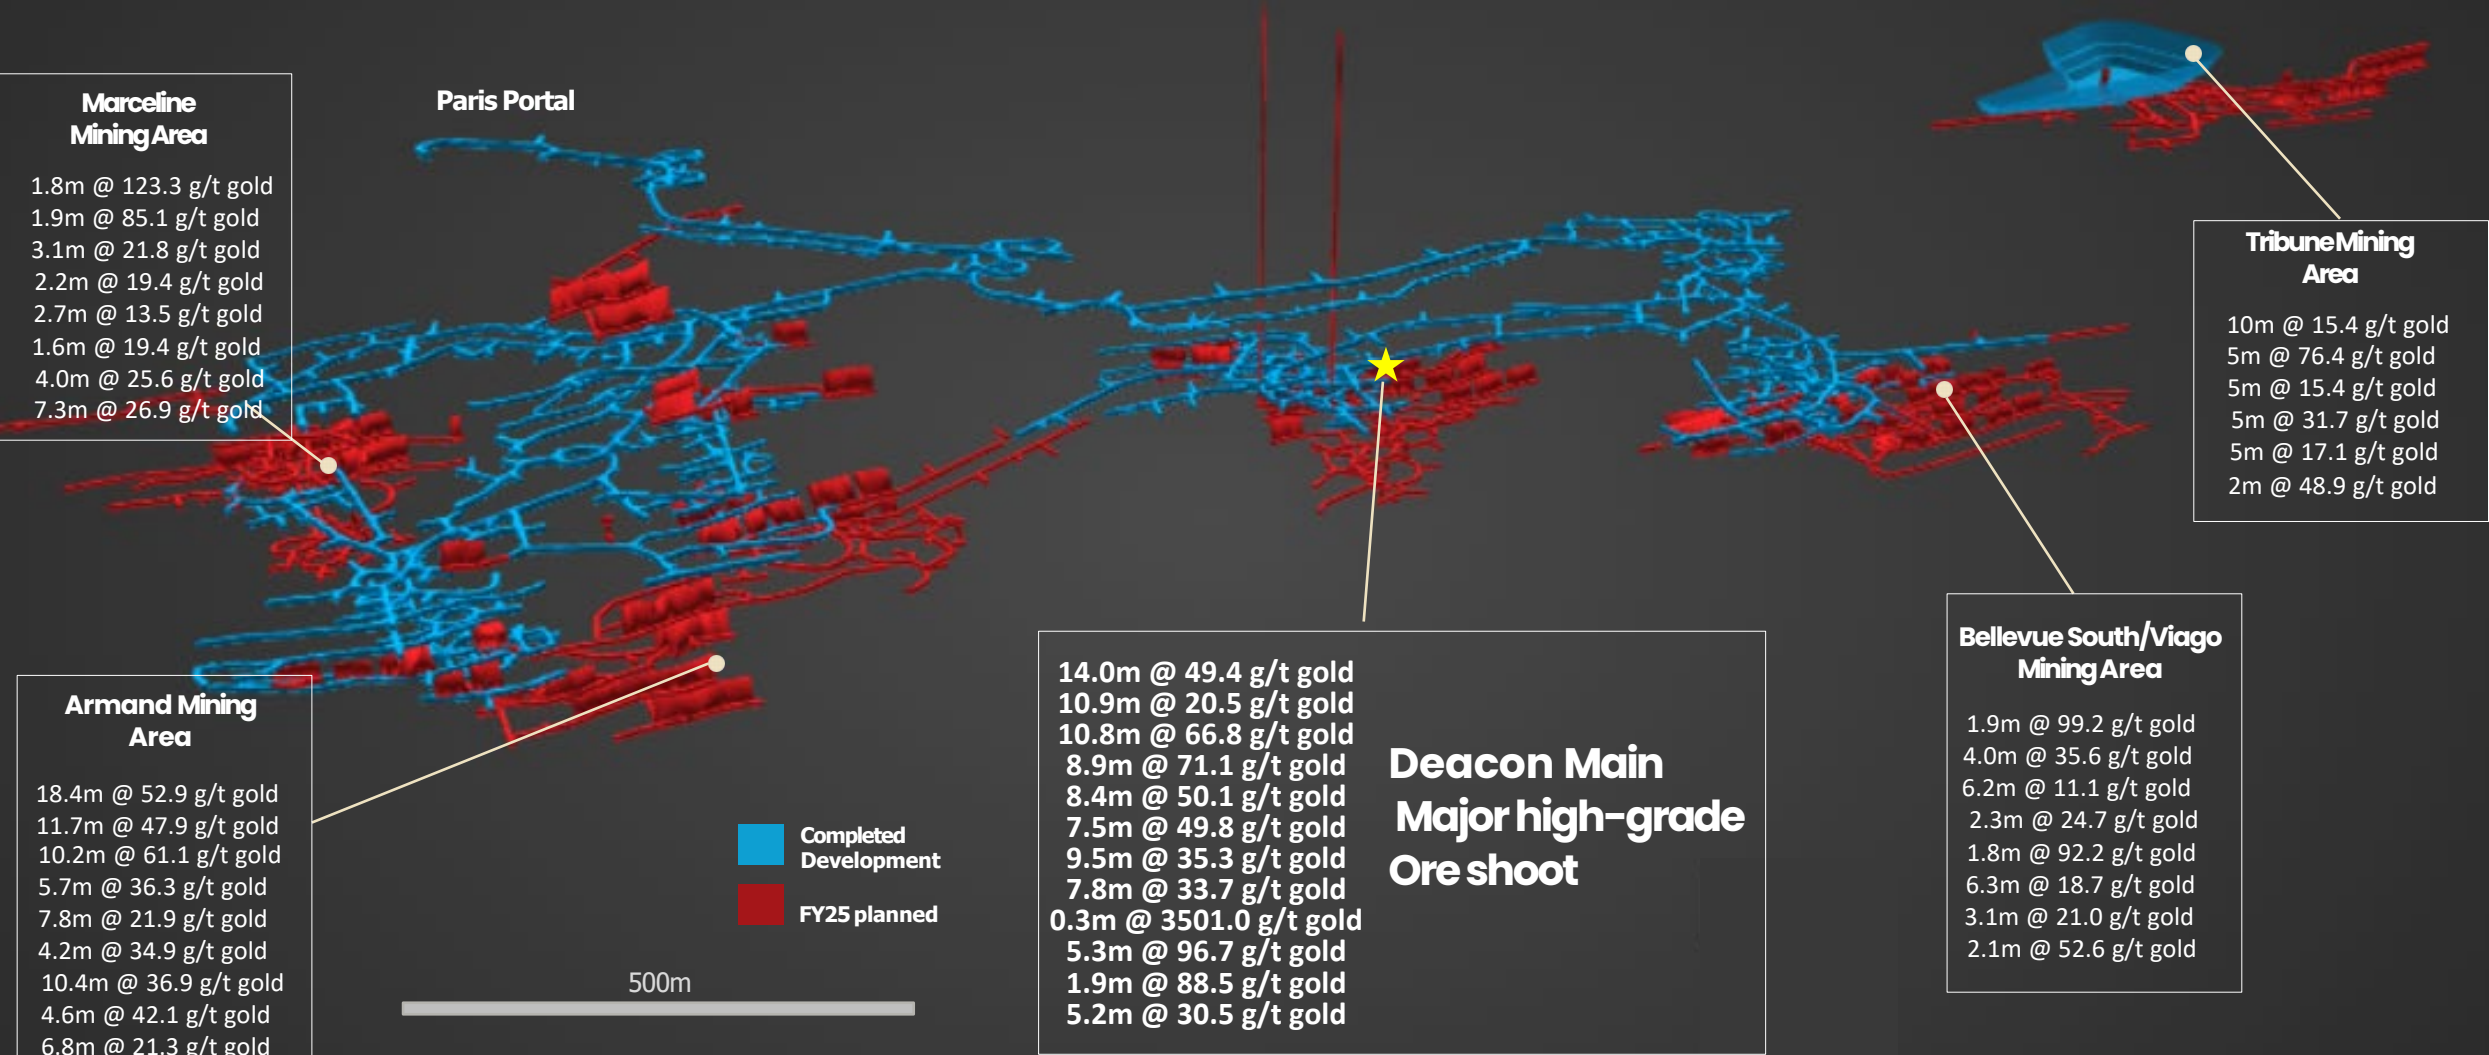 Marceline
Mining Area
1.8m @ 123.3 g/t gold
1.9m @ 85.1 g/t gold
3.1m @ 21.8 g/t gold
2.2m @ 19.4 g/t gold
2.7m @ 13.5 g/t gold
1.6m @ 19.4 g/t gold
4.0m @ 25.6 g/t gold
7.3m @ 26.9 g/t gold
Paris Portal
Tribune Mining
Area
10m @ 15.4 g/t gold
5m @ 76.4 g/t gold
5m @ 15.4 g/t gold
5m @ 31.7 g/t gold
5m @ 17.1 g/t gold
2m @ 48.9 g/t gold
Armand Mining
Area
18.4m @ 52.9 g/t gold
11.7m @ 47.9 g/t gold
10.2m @ 61.1 g/t gold
5.7m @ 36.3 g/t gold
7.8m @ 21.9 g/t gold
4.2m @ 34.9 g/t gold
10.4m @ 36.9 g/t gold
4.6m @ 42.1 g/t gold
6.8m @ 21.3 g/t gold
Completed
Development
FY25 planned
500m
14.0m @ 49.4 g/t gold
10.9m @ 20.5 g/t gold
10.8m @ 66.8 g/t gold
8.9m @ 71.1 g/t gold
8.4m @ 50.1 g/t gold
7.5m @ 49.8 g/t gold
9.5m @ 35.3 g/t gold
7.8m @ 33.7 g/t gold
0.3m @ 3501.0 g/t gold
5.3m @ 96.7 g/t gold
1.9m @ 88.5 g/t gold
5.2m @ 30.5 g/t gold
Deacon Main
Major high-grade
Ore shoot
Bellevue South/Viago
Mining Area
1.9m @ 99.2 g/t gold
4.0m @ 35.6 g/t gold
6.2m @ 11.1 g/t gold
2.3m @ 24.7 g/t gold
1.8m @ 92.2 g/t gold
6.3m @ 18.7 g/t gold
3.1m @ 21.0 g/t gold
2.1m @ 52.6 g/t gold